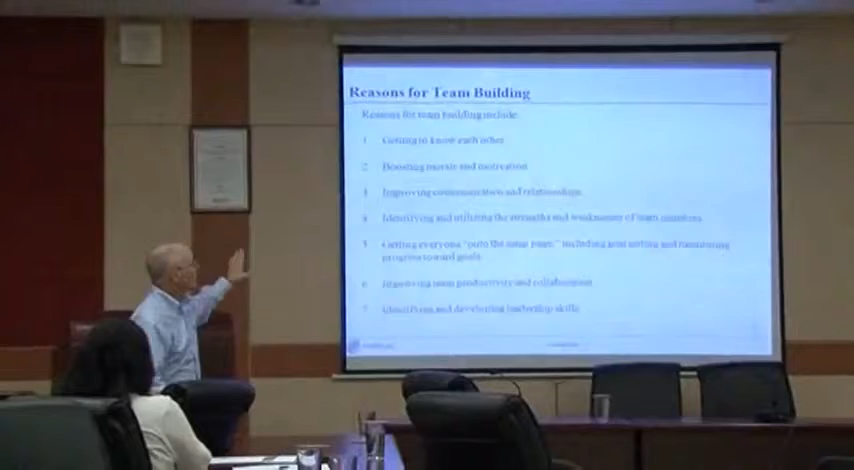 Reasons for Team Building
Reasons for team building include:
1. Getting to know each other
2. Boosting morale and motivation
3. Improving communication and relationships
4. Identifying and utilizing the strengths and weaknesses of team members
5. Getting everyone "onto the same page," including goal setting and monitoring
progress toward goals
6. Improving team productivity and collaboration
7. Identifying and developing leadership skills